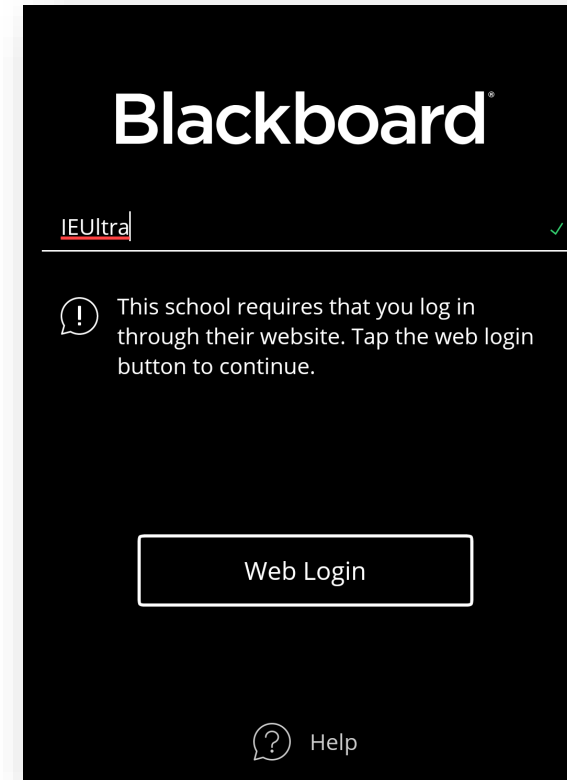 Blackboard®
IEUltra
This school requires that you log in
through their website. Tap the web login
button to continue.
Web Login
Help